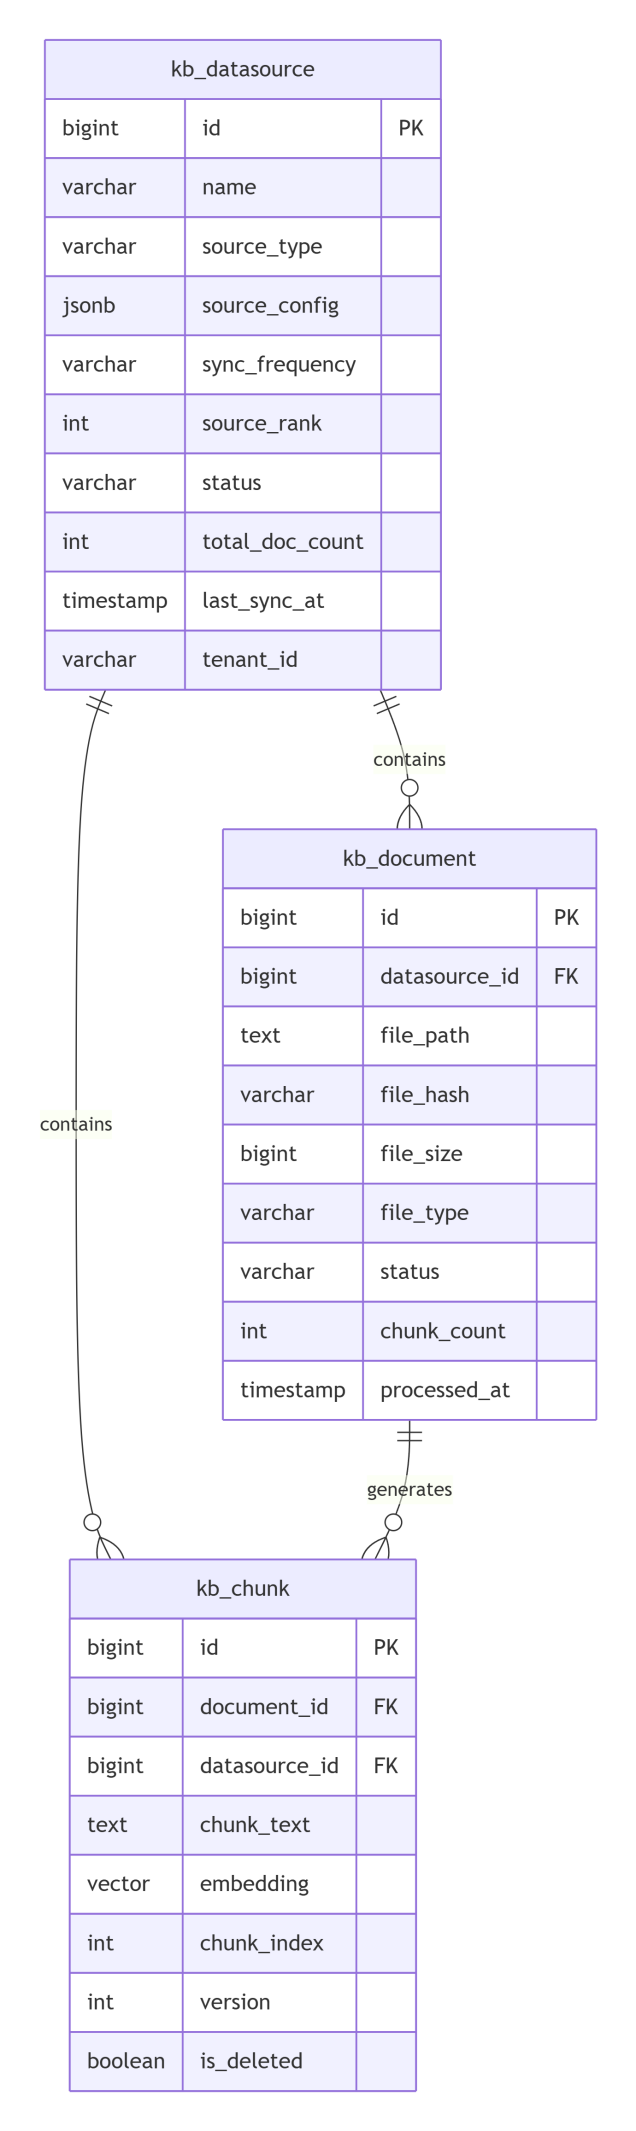 kb_datasource
bigint id PK
varchar name
varchar source_type
jsonb source_config
varchar sync_frequency
int source_rank
varchar status
int total_doc_count
timestamp last_sync_at
varchar tenant_id
contains
kb_document
bigint id PK
bigint datasource_id FK
text file_path
varchar file_hash
contains
bigint file_size
varchar file_type
varchar status
int chunk_count
timestamp processed_at
generates
kb_chunk
bigint id PK
bigint document_id FK
bigint datasource_id FK
text chunk_text
vector embedding
int chunk_index
int version
boolean is_deleted